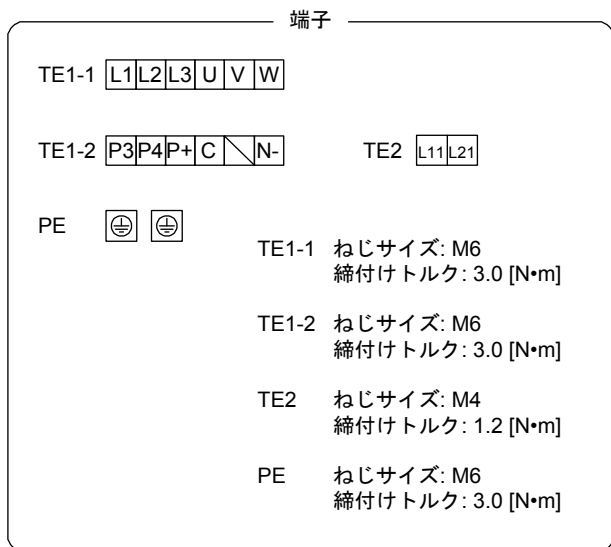 端子
TE1-1 L1 L2 L3 U V W
TE1-2 P3 P4 P+ C N- TE2 L11 L21
PE
TE1-1 ねじサイズ: M6
締付けトルク: 3.0 [N•m]
TE1-2 ねじサイズ: M6
締付けトルク: 3.0 [N•m]
TE2 ねじサイズ: M4
締付けトルク: 1.2 [N•m]
PE ねじサイズ: M6
締付けトルク: 3.0 [N•m]